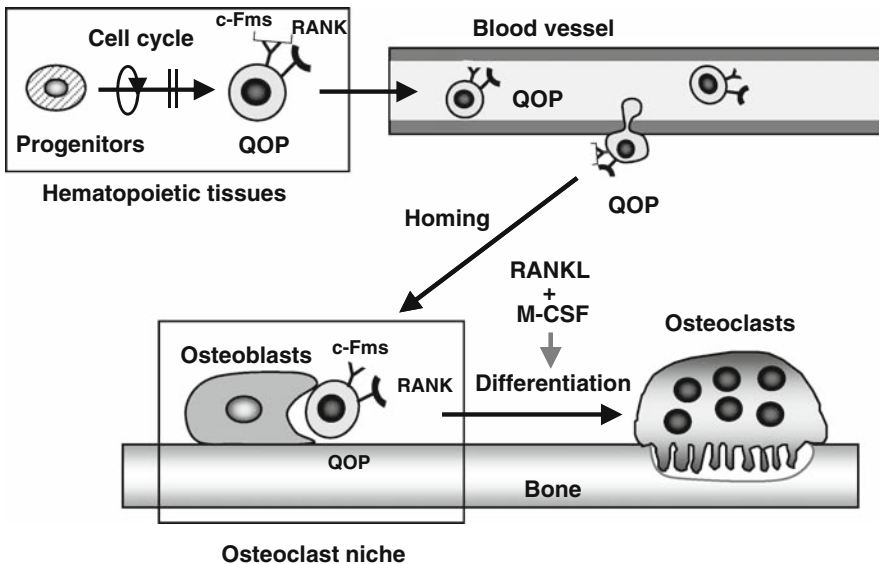 c-Fms
RANK
Cell cycle
Progenitors
QOP
Hematopoietic tissues
Blood vessel
QOP
QOP
Homing
RANKL
+
M-CSF
Differentiation
Osteoclasts
Osteoblasts
c-Fms
RANK
QOP
Bone
Osteoclast niche